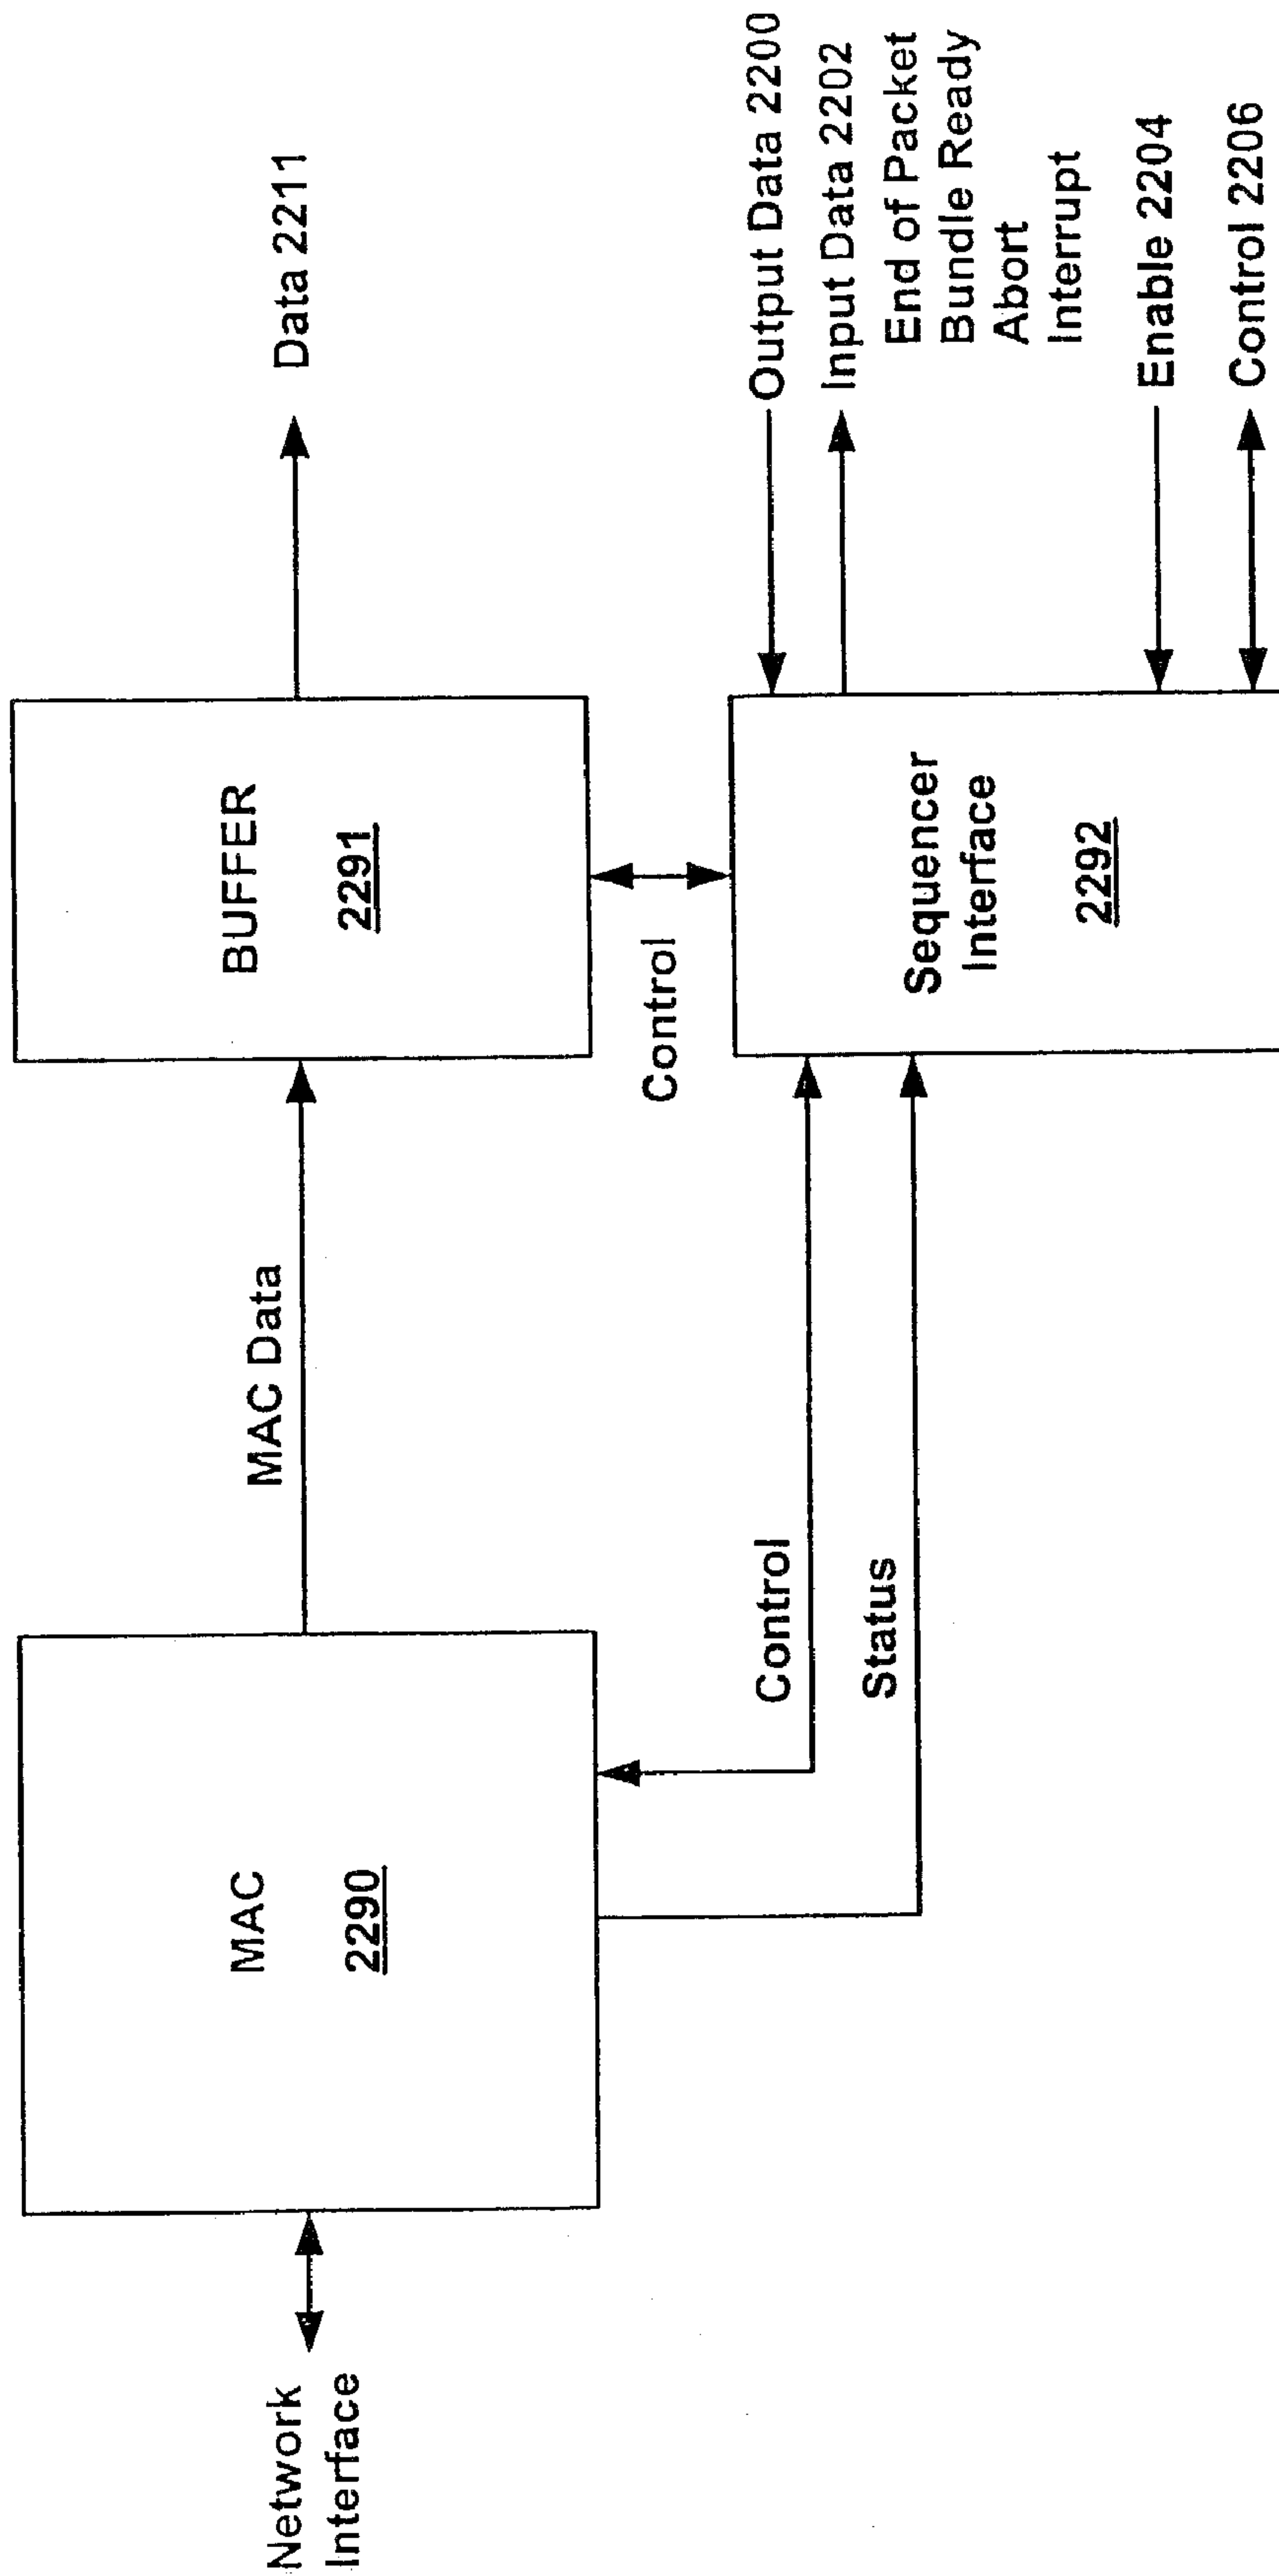 Network
Interface
MAC
2290
MAC Data
BUFFER
2291
Data 2211
Control
Status
Control
Sequencer
Interface
2292
Output Data 2200
Input Data 2202
End of Packet
Bundle Ready
Abort
Interrupt
Enable 2204
Control 2206